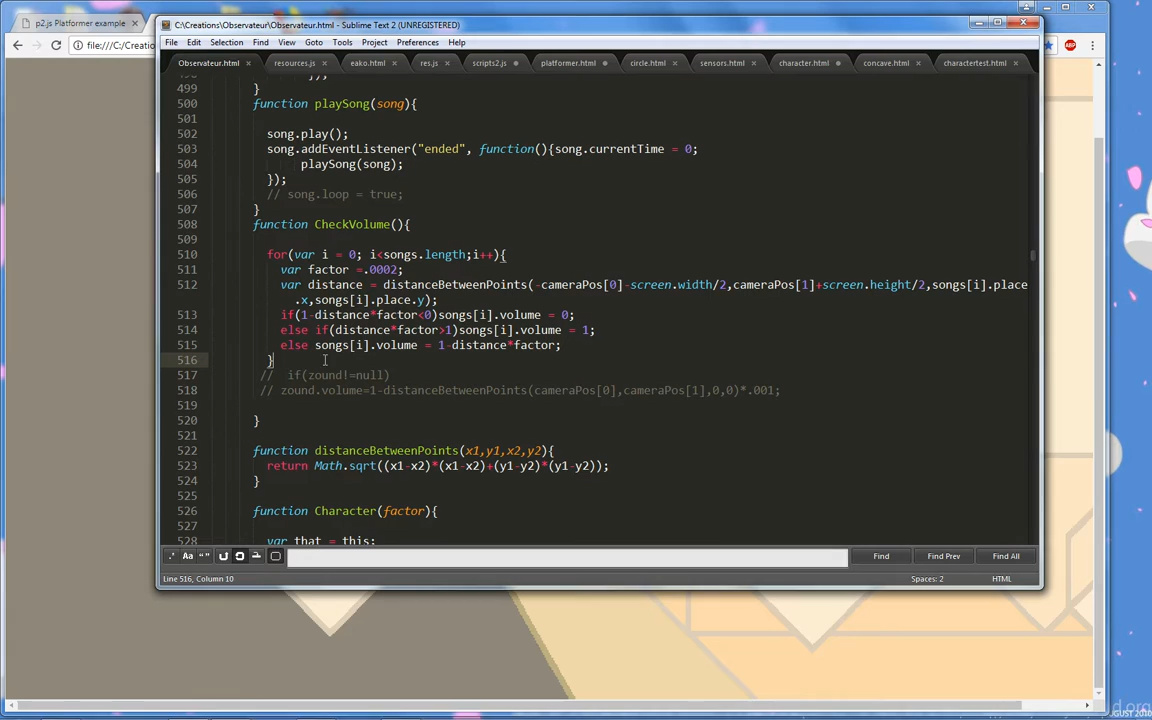 p2.js Platformer example
file:///C:/Creatio
ABP
C:\Creations\Observateur\Observateur.html - Sublime Text 2 (UNREGISTERED)
File Edit Selection Find View Goto Tools Project Preferences Help
Observateur.html resources.js eako.html res.js scripts2.js platformer.html circle.html sensors.html character.html concave.html charactertest.html
498 });
499 }
500 function playSong(song){
501
502 song.play();
503 song.addEventListener("ended", function(){song.currentTime = 0;
504 playSong(song);
505 });
506 // song.loop = true;
507 }
508 function CheckVolume(){
509
510 for(var i = 0; i<songs.length;i++){
511 var factor =.0002;
512 var distance = distanceBetweenPoints(-cameraPos[0]-screen.width/2,cameraPos[1]+screen.height/2,songs[i].place
.x,songs[i].place.y);
513 if(1-distance*factor<0)songs[i].volume = 0;
514 else if(distance*factor>1)songs[i].volume = 1;
515 else songs[i].volume = 1-distance*factor;
516 }
517 // if(zound!=null)
518 // zound.volume=1-distanceBetweenPoints(cameraPos[0],cameraPos[1],0,0)*.001;
519
520 }
521
522 function distanceBetweenPoints(x1,y1,x2,y2){
523 return Math.sqrt((x1-x2)*(x1-x2)+(y1-y2)*(y1-y2));
524 }
525
526 function Character(factor){
527
528 var that = this;
.* Aa “” Find Find Prev Find All
Line 516, Column 10 Spaces: 2 HTML